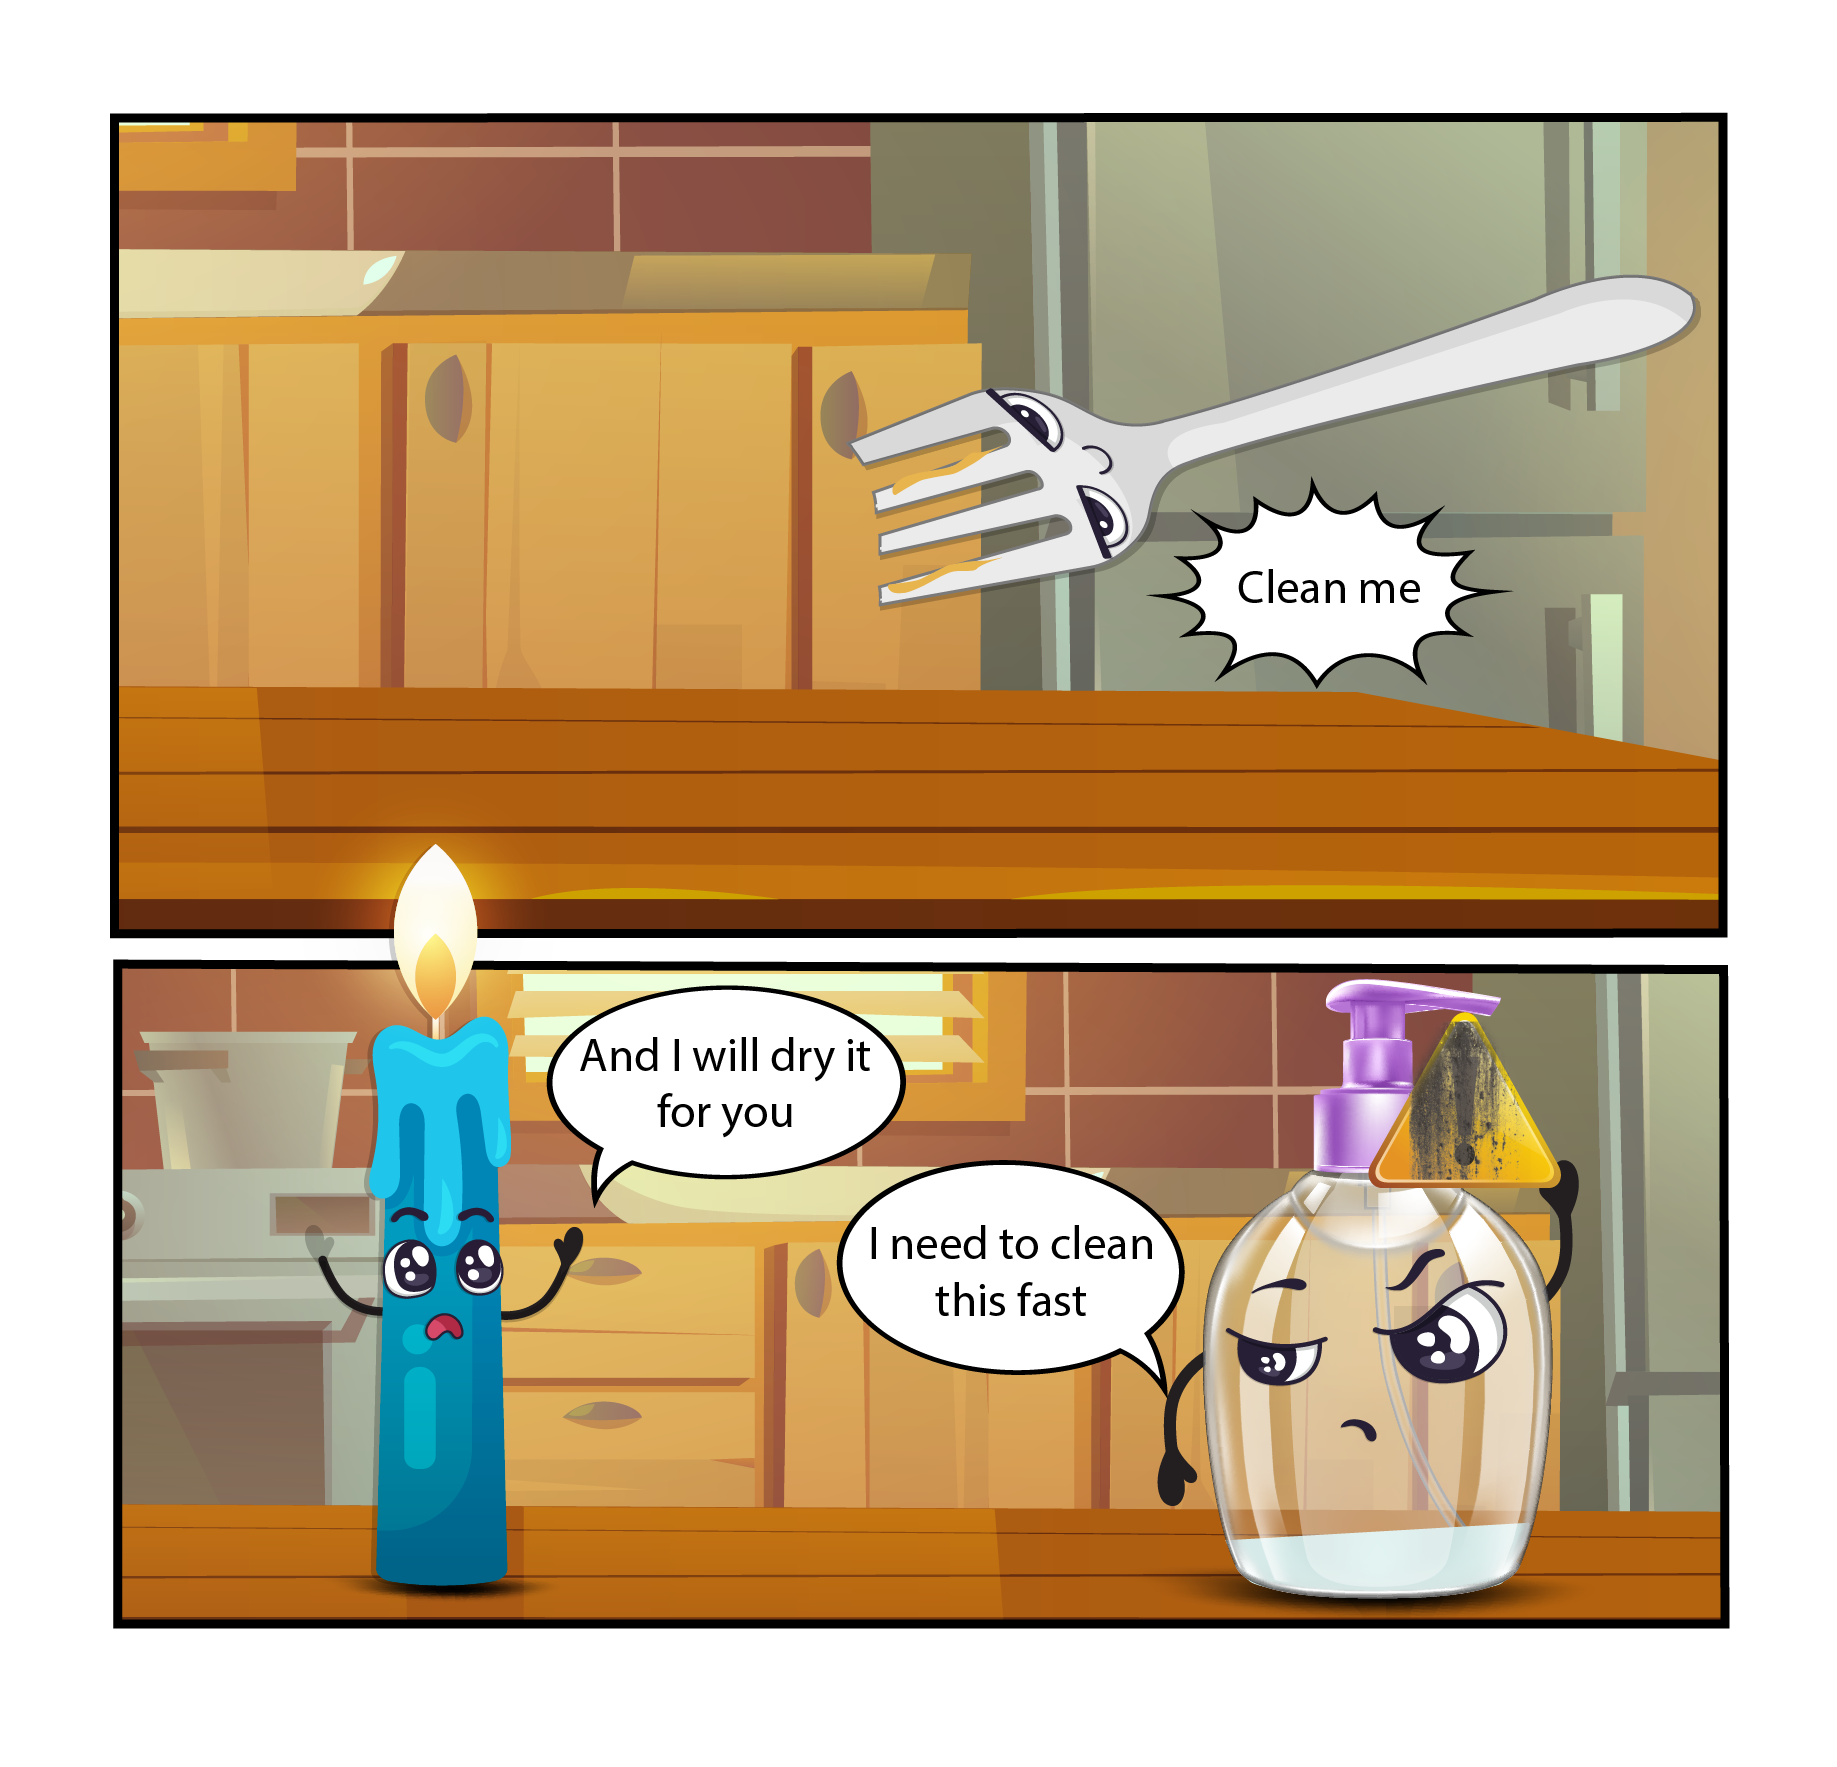 Clean me
And I will dry it
for you
I need to clean
this fast